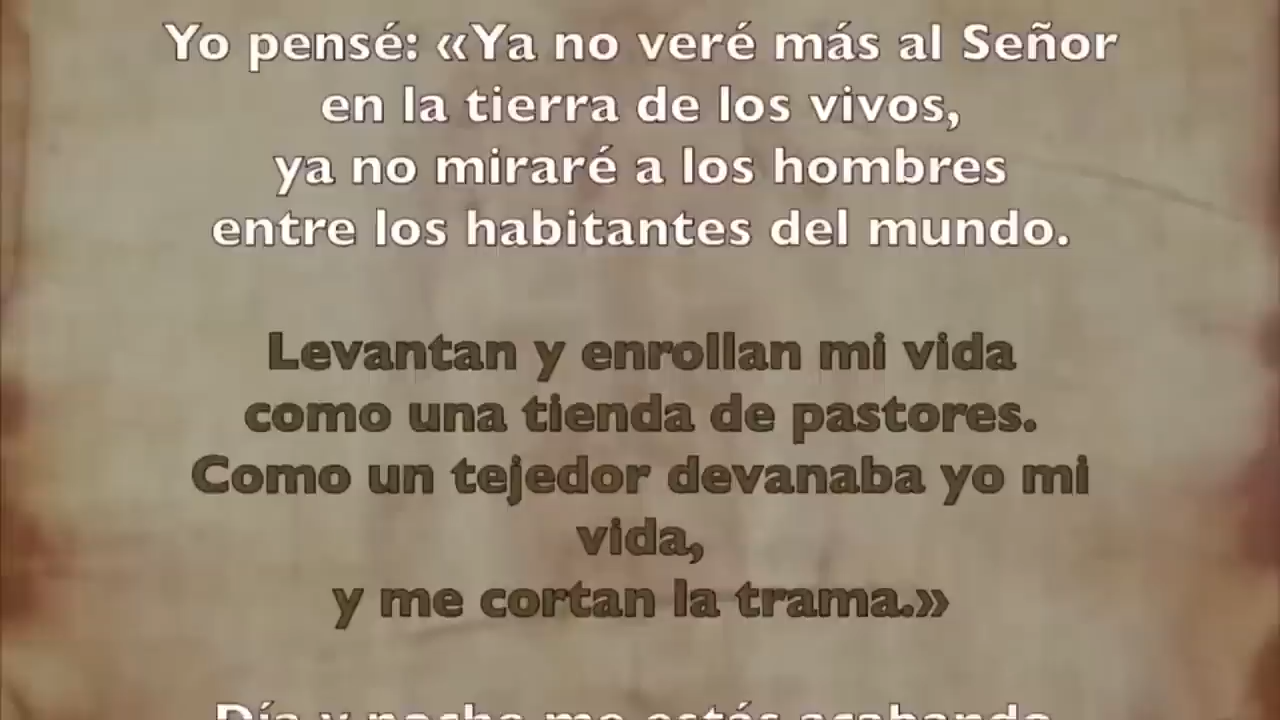 Yo pensé: «Ya no veré más al Señor
en la tierra de los vivos,
ya no miraré a los hombres
entre los habitantes del mundo.
Levantan y enrollan mi vida
como una tienda de pastores.
Como un tejedor devanaba yo mi
vida,
y me cortan la trama.»
Día y noche me estás acabando